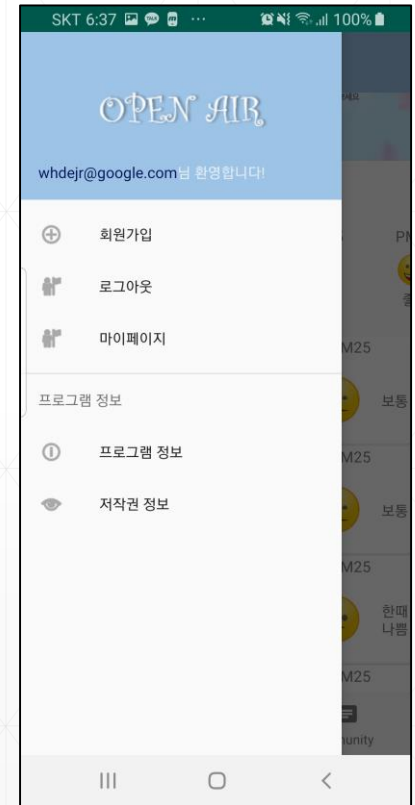 SKT 6:37 ... 100%
OPEN AIR
whdejr@google.com님 환영합니다!
회원가입
로그아웃
마이페이지
프로그램 정보
프로그램 정보
저작권 정보
M25
보통
M25
보통
M25
한때
나쁨
M25